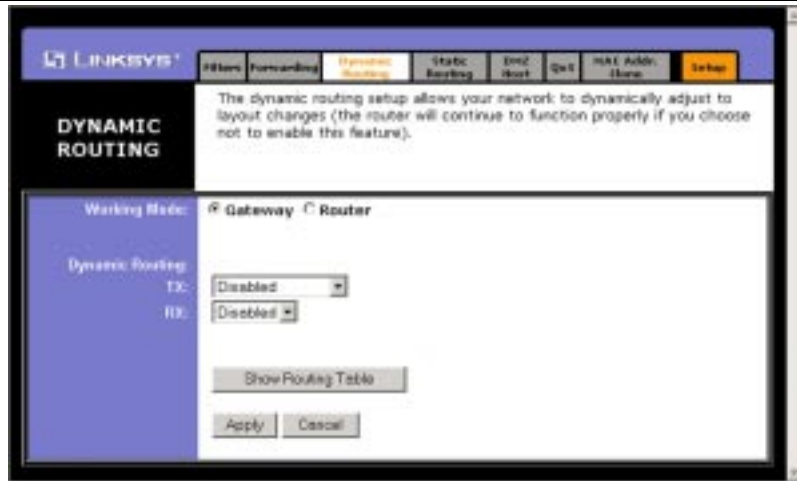 LINKSYS®
Filters Forwarding Dynamic Routing Static Routing DMZ Host QoS MAC Addr. Clone Setup
DYNAMIC ROUTING
The dynamic routing setup allows your network to dynamically adjust to
layout changes (the router will continue to function properly if you choose
not to enable this feature).
Working Mode: Gateway Router
Dynamic Routing:
TX: Disabled
RX: Disabled
Show Routing Table
Apply Cancel